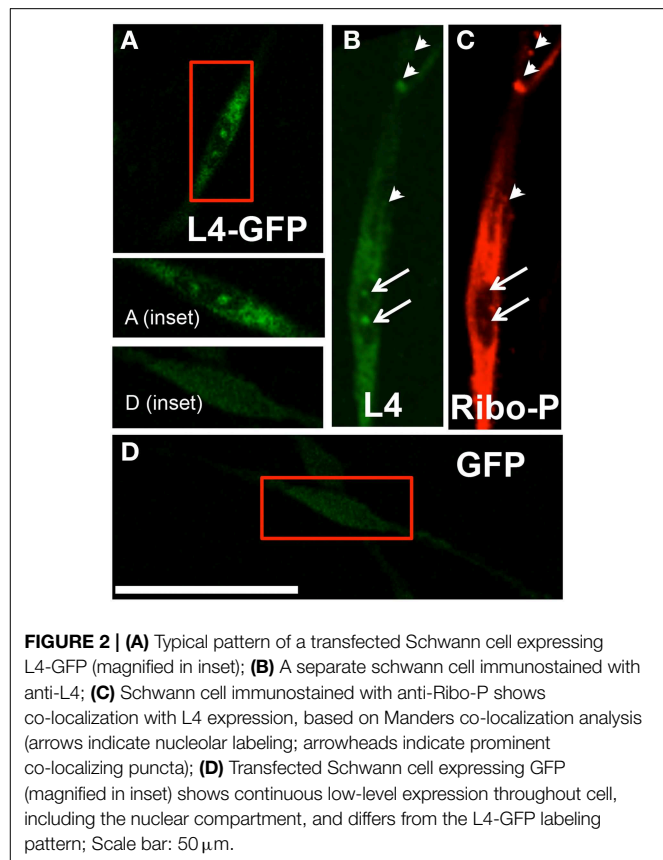 A
B
C
L4-GFP
A (inset)
D (inset)
L4
Ribo-P
D
GFP
FIGURE 2 | (A) Typical pattern of a transfected Schwann cell expressing
L4-GFP (magnified in inset); (B) A separate schwann cell immunostained with
anti-L4; (C) Schwann cell immunostained with anti-Ribo-P shows
co-localization with L4 expression, based on Manders co-localization analysis
(arrows indicate nucleolar labeling; arrowheads indicate prominent
co-localizing puncta); (D) Transfected Schwann cell expressing GFP
(magnified in inset) shows continuous low-level expression throughout cell,
including the nuclear compartment, and differs from the L4-GFP labeling
pattern; Scale bar: 50 μm.